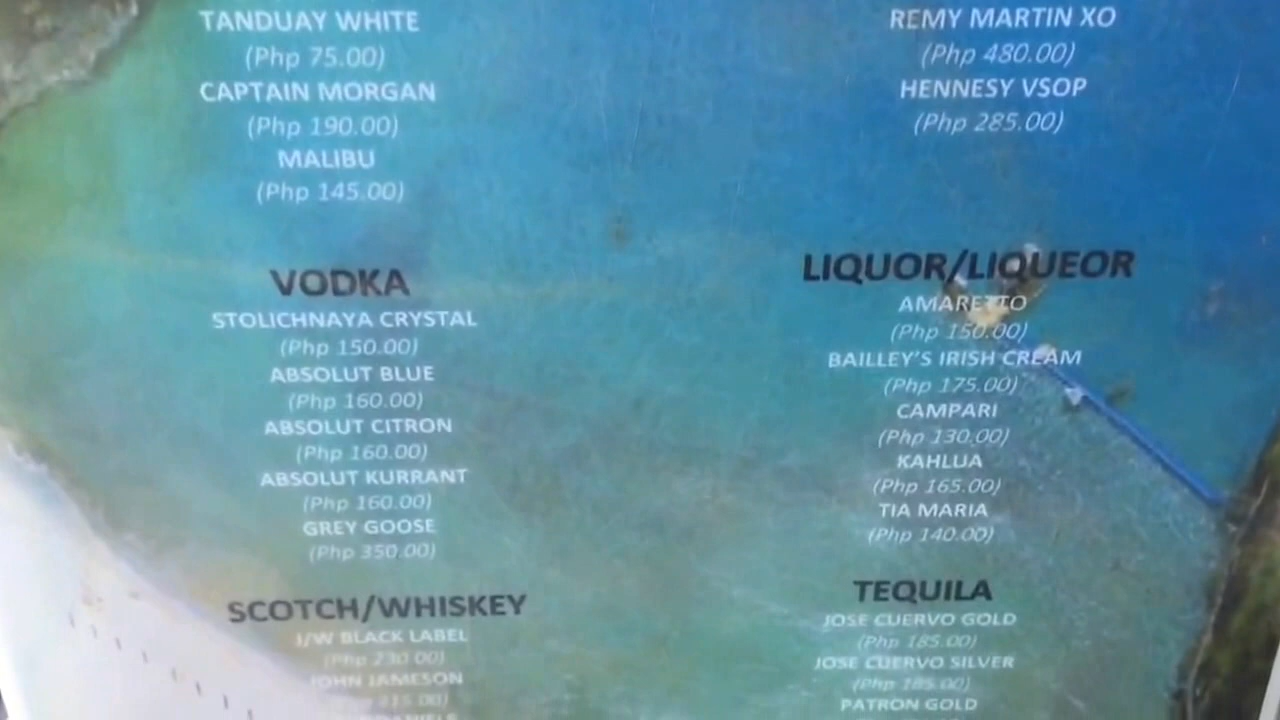 TANDUAY WHITE
(Php 75.00)
CAPTAIN MORGAN
(Php 190.00)
MALIBU
(Php 145.00)
VODKA
STOLICHNAYA CRYSTAL
(Php 150.00)
ABSOLUT BLUE
(Php 160.00)
ABSOLUT CITRON
(Php 160.00)
ABSOLUT KURRANT
(Php 160.00)
GREY GOOSE
(Php 350.00)
SCOTCH/WHISKEY
J/W BLACK LABEL
(Php 230.00)
JOHN JAMESON
REMY MARTIN XO
(Php 480.00)
HENNESY VSOP
(Php 285.00)
LIQUOR/LIQUEOR
AMARETTO
(Php 150.00)
BAILLEY'S IRISH CREAM
(Php 175.00)
CAMPARI
(Php 130.00)
KAHLUA
(Php 165.00)
TIA MARIA
(Php 140.00)
TEQUILA
JOSE CUERVO GOLD
(Php 185.00)
JOSE CUERVO SILVER
(Php 185.00)
PATRON GOLD